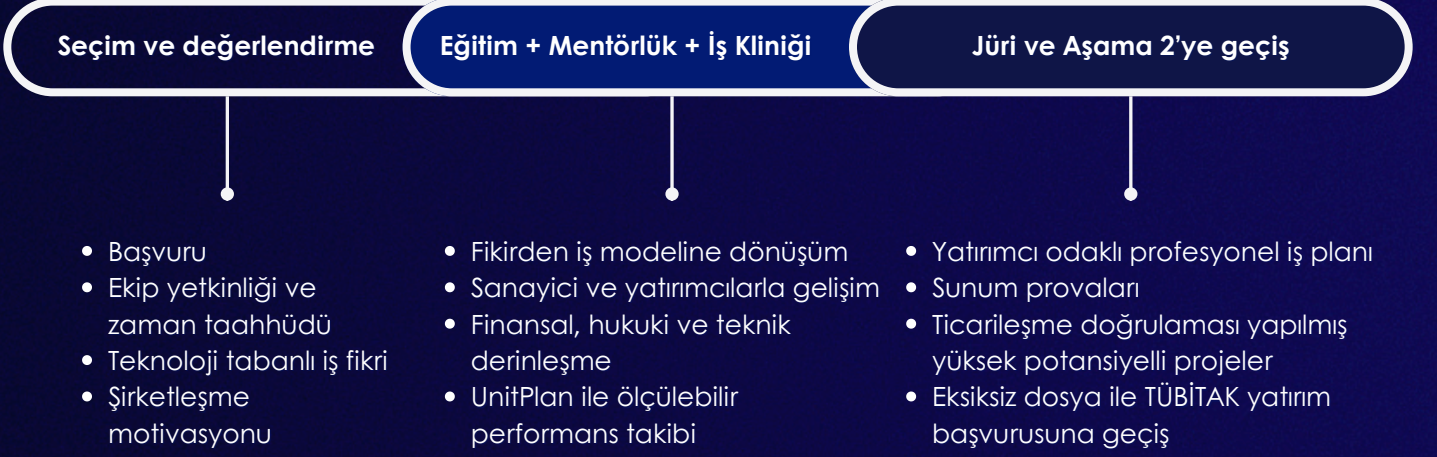 Seçim ve değerlendirme
Eğitim + Mentörlük + İş Kliniği
Jüri ve Aşama 2'ye geçiş
• Başvuru
• Ekip yetkinliği ve
zaman taahhüdü
• Teknoloji tabanlı iş fikri
• Şirketleşme
motivasyonu
• Fikirden iş modeline dönüşüm
• Sanayici ve yatırımcılarla gelişim
• Finansal, hukuki ve teknik
derinleşme
• UnitPlan ile ölçülebilir
performans takibi
• Yatırımcı odaklı profesyonel iş planı
• Sunum provaları
• Ticarileşme doğrulaması yapılmış
yüksek potansiyelli projeler
• Eksiksiz dosya ile TÜBİTAK yatırım
başvurusuna geçiş